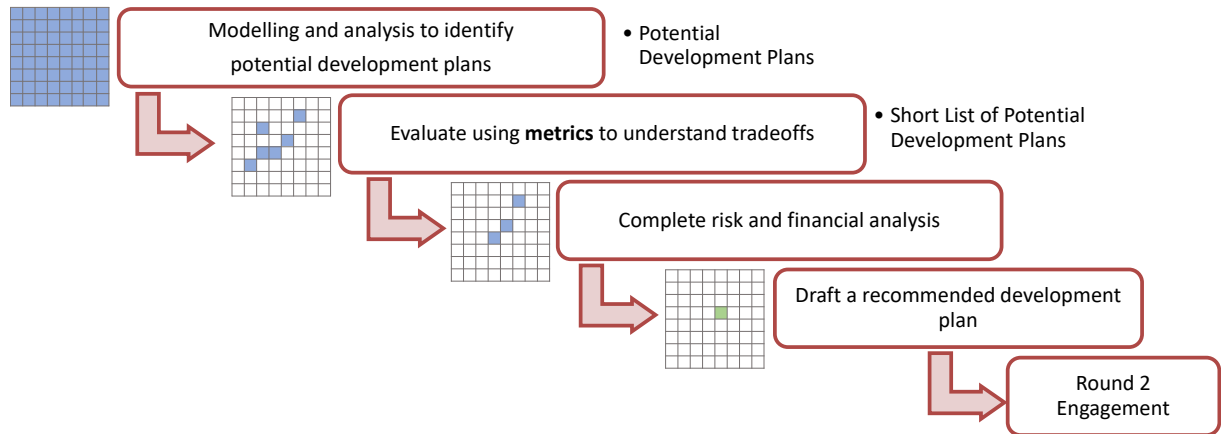 Modelling and analysis to identify
potential development plans
• Potential
Development Plans
Evaluate using metrics to understand tradeoffs
• Short List of Potential
Development Plans
Complete risk and financial analysis
Draft a recommended development
plan
Round 2
Engagement